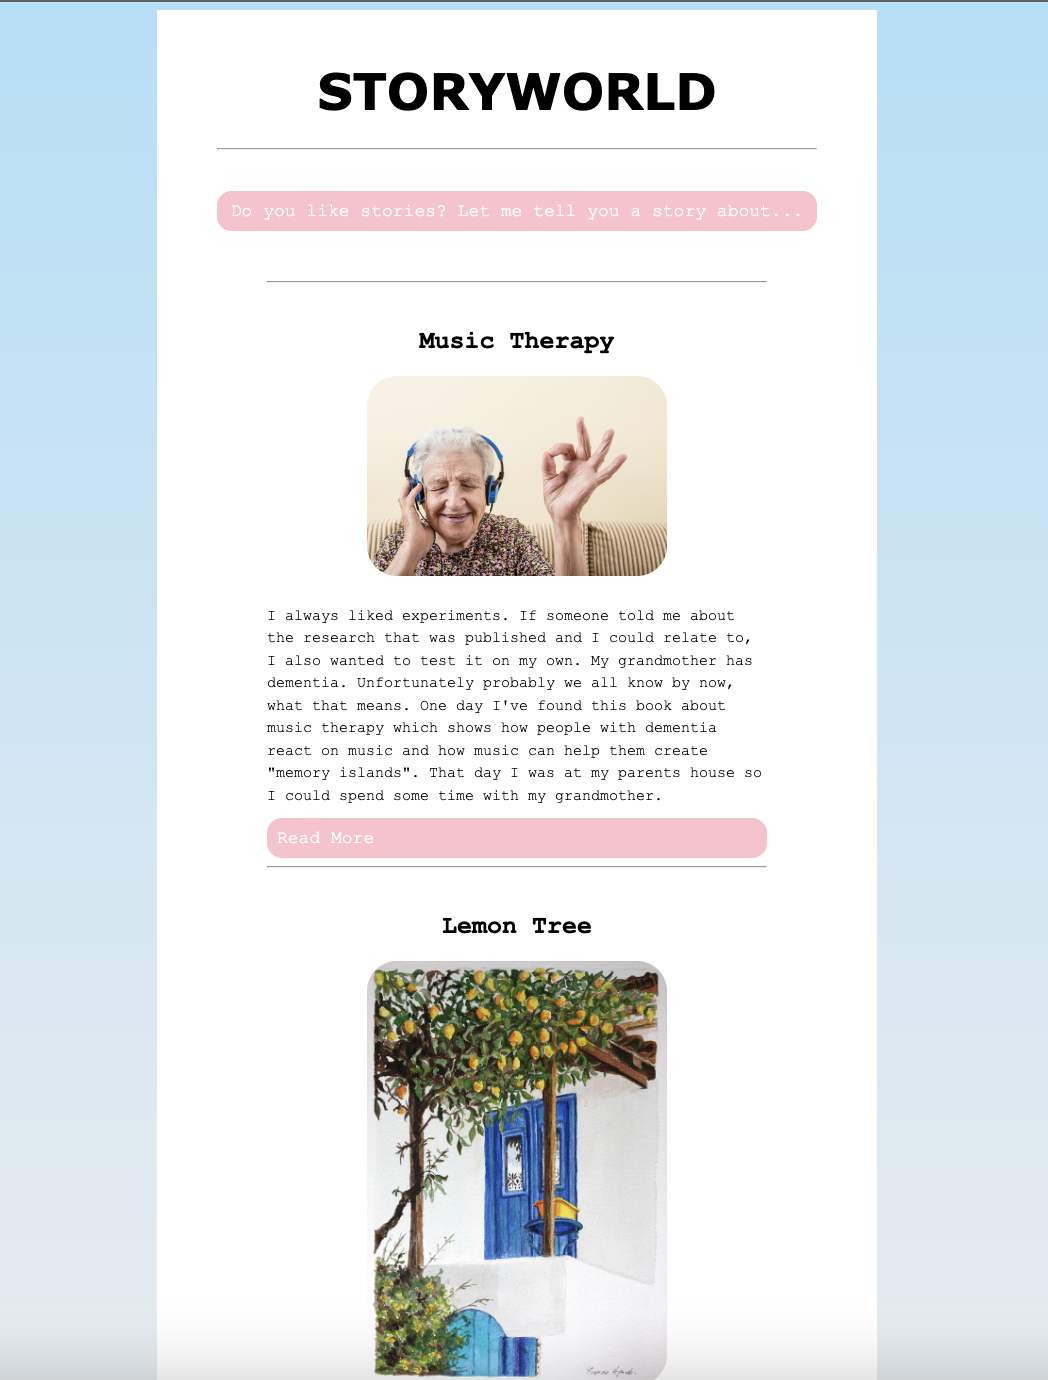 STORYWORLD
Do you like stories? Let me tell you a story about...
Music Therapy
I always liked experiments. If someone told me about
the research that was published and I could relate to,
I also wanted to test it on my own. My grandmother has
dementia. Unfortunately probably we all know by now,
what that means. One day I've found this book about
music therapy which shows how people with dementia
react on music and how music can help them create
"memory islands". That day I was at my parents house so
I could spend some time with my grandmother.
Read More
Lemon Tree